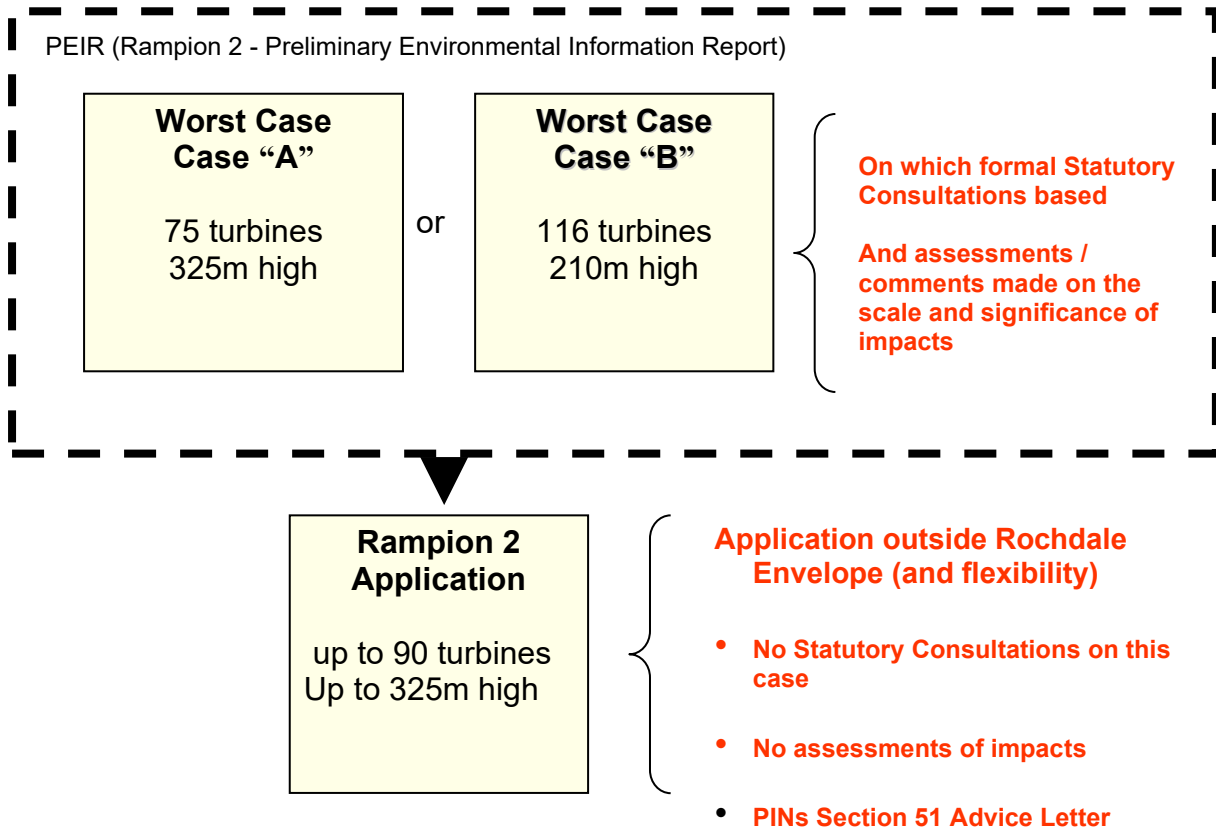 PEIR (Rampion 2 - Preliminary Environmental Information Report)
Worst Case
Case “A”
75 turbines
325m high
or
Worst Case
Case “B”
116 turbines
210m high
On which formal Statutory
Consultations based
And assessments /
comments made on the
scale and significance of
impacts
Rampion 2
Application
up to 90 turbines
Up to 325m high
Application outside Rochdale
Envelope (and flexibility)
• No Statutory Consultations on this
case
• No assessments of impacts
• PINs Section 51 Advice Letter